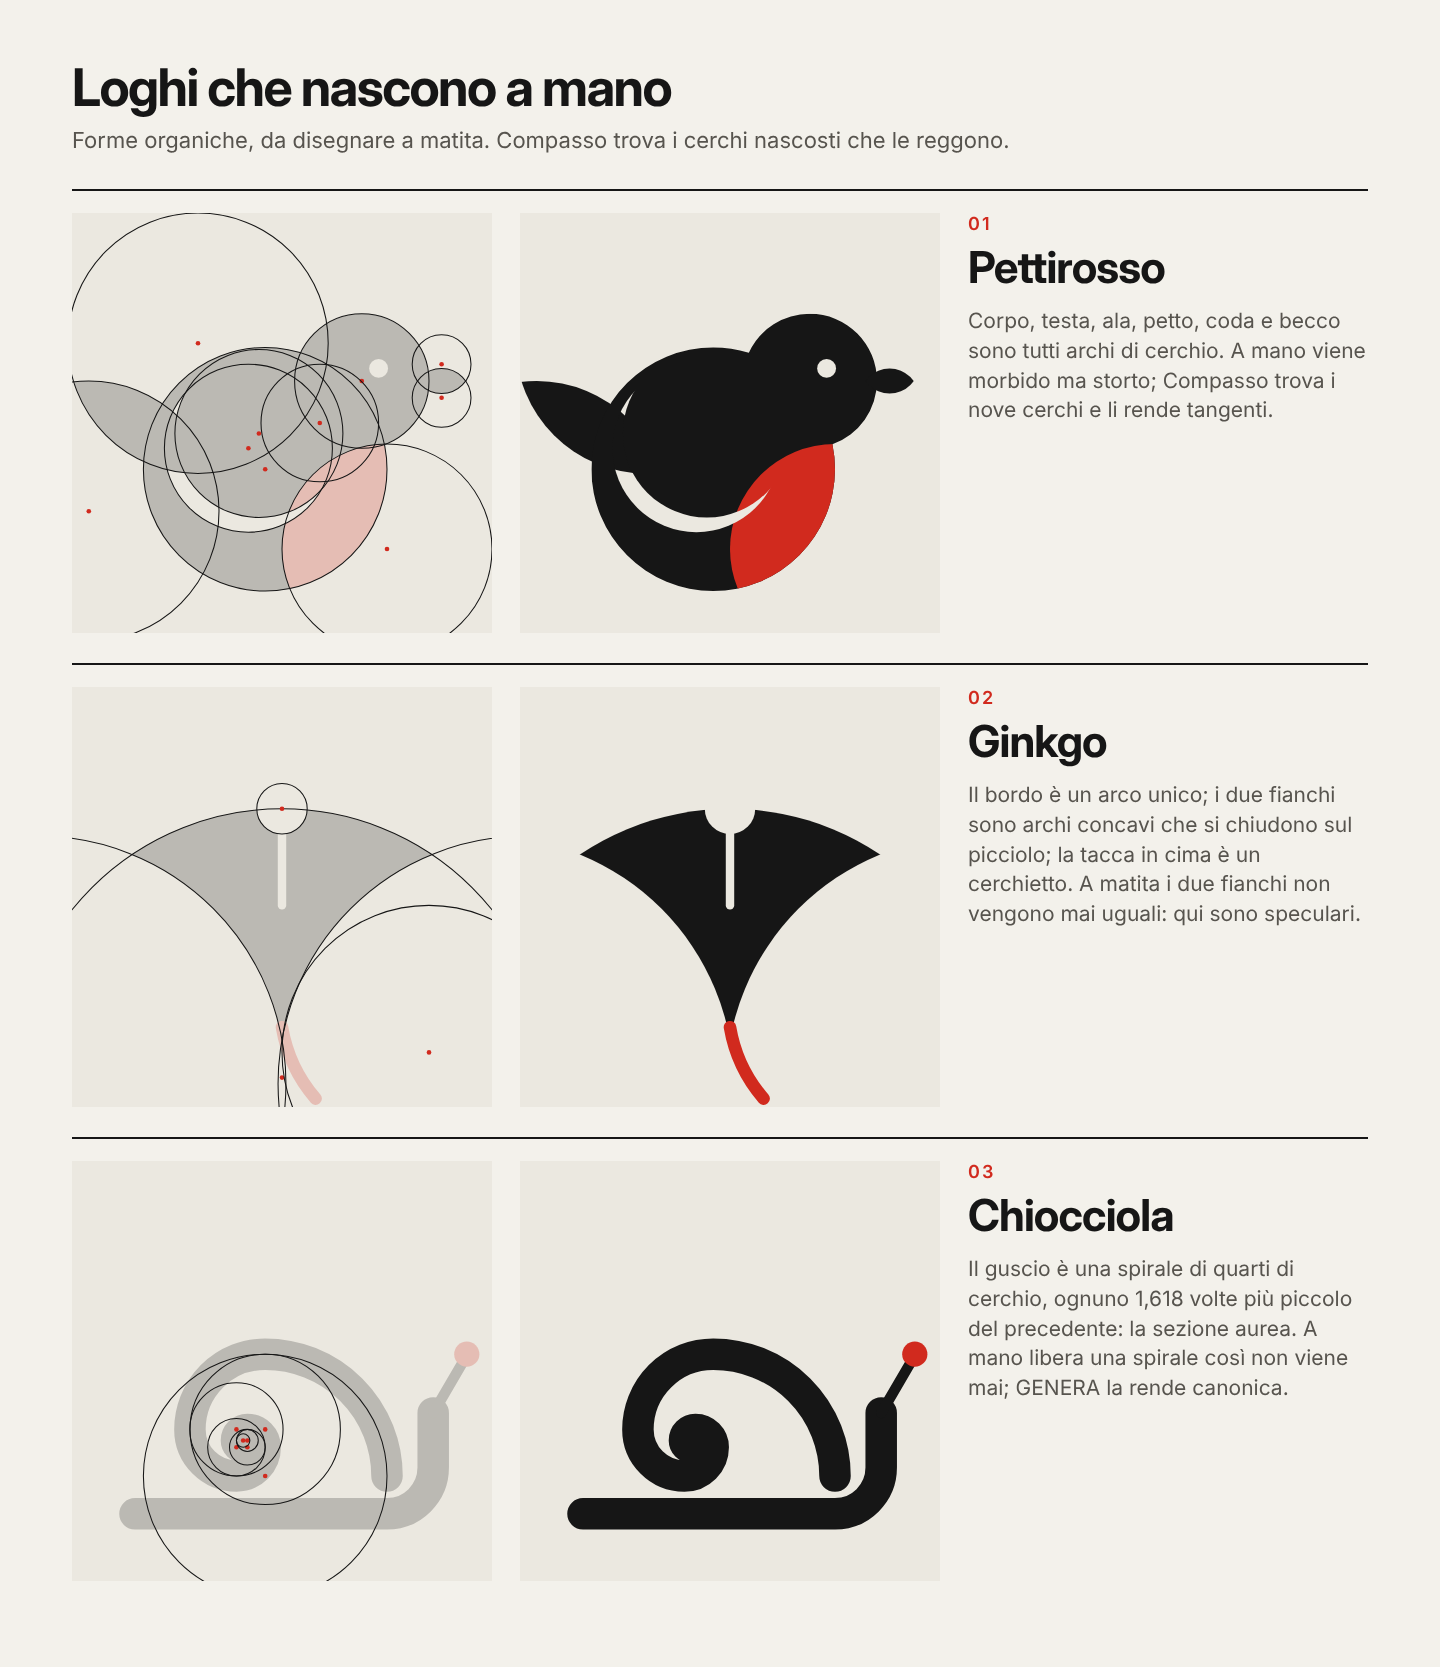 Loghi che nascono a mano
Forme organiche, da disegnare a matita. Compasso trova i cerchi nascosti che le reggono.
01
Pettirosso
Corpo, testa, ala, petto, coda e becco
sono tutti archi di cerchio. A mano viene
morbido ma storto; Compasso trova i
nove cerchi e li rende tangenti.
02
Ginkgo
Il bordo è un arco unico; i due fianchi
sono archi concavi che si chiudono sul
picciolo; la tacca in cima è un
cerchietto. A matita i due fianchi non
vengono mai uguali: qui sono speculari.
03
Chiocciola
Il guscio è una spirale di quarti di
cerchio, ognuno 1,618 volte più piccolo
del precedente: la sezione aurea. A
mano libera una spirale così non viene
mai; GENERA la rende canonica.